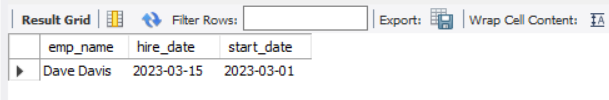 Result Grid Filter Rows: Export: Wrap Cell Content: IA
emp_name hire_date start_date
Dave Davis 2023-03-15 2023-03-01